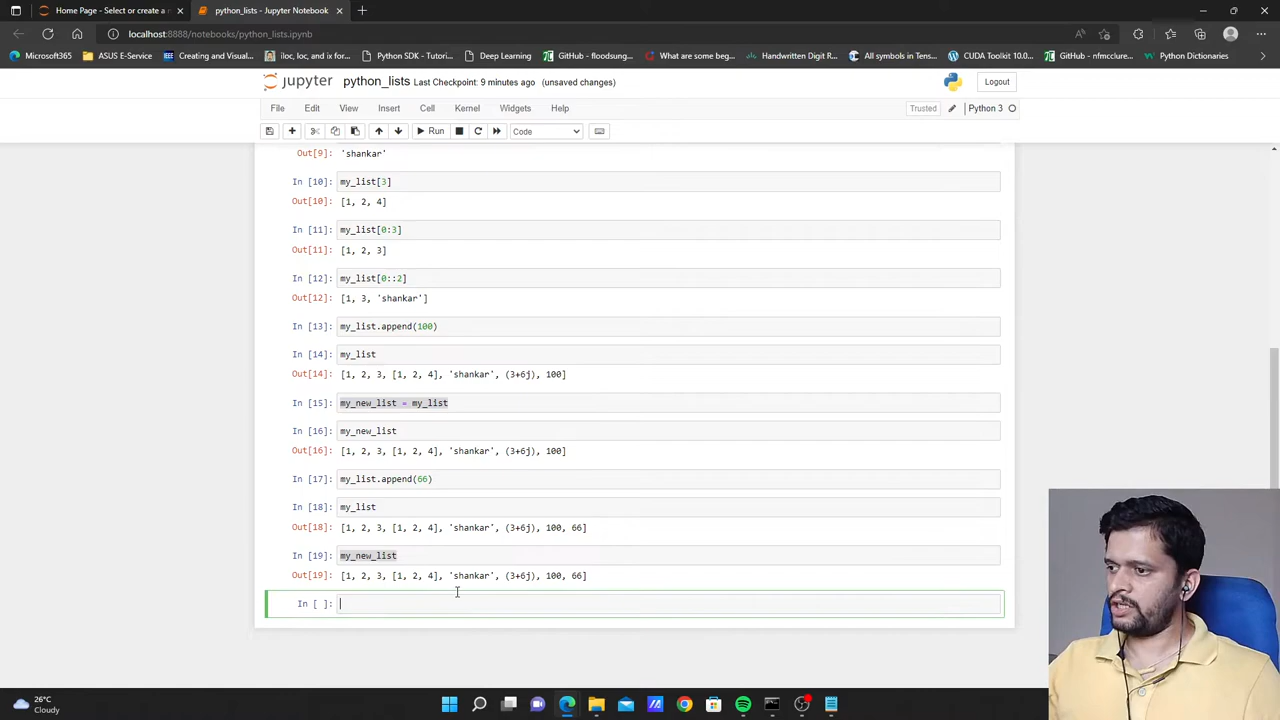 Home Page - Select or create a n
python_lists - Jupyter Notebook
localhost:8888/notebooks/python_lists.ipynb
Microsoft365
ASUS E-Service
Creating and Visual...
iloc, loc, and ix for...
Python SDK - Tutori...
Deep Learning
GitHub - floodsung...
What are some beg...
Handwritten Digit R...
All symbols in Tens...
CUDA Toolkit 10.0...
GitHub - nfmcclure...
Python Dictionaries
jupyter python_lists Last Checkpoint: 9 minutes ago (unsaved changes)
Logout
File Edit View Insert Cell Kernel Widgets Help
Trusted
Python 3
Run
Code
Out[9]: 'shankar'
In [10]: my_list[3]
Out[10]: [1, 2, 4]
In [11]: my_list[0:3]
Out[11]: [1, 2, 3]
In [12]: my_list[0::2]
Out[12]: [1, 3, 'shankar']
In [13]: my_list.append(100)
In [14]: my_list
Out[14]: [1, 2, 3, [1, 2, 4], 'shankar', (3+6j), 100]
In [15]: my_new_list = my_list
In [16]: my_new_list
Out[16]: [1, 2, 3, [1, 2, 4], 'shankar', (3+6j), 100]
In [17]: my_list.append(66)
In [18]: my_list
Out[18]: [1, 2, 3, [1, 2, 4], 'shankar', (3+6j), 100, 66]
In [19]: my_new_list
Out[19]: [1, 2, 3, [1, 2, 4], 'shankar', (3+6j), 100, 66]
In [ ]:
26°C
Cloudy